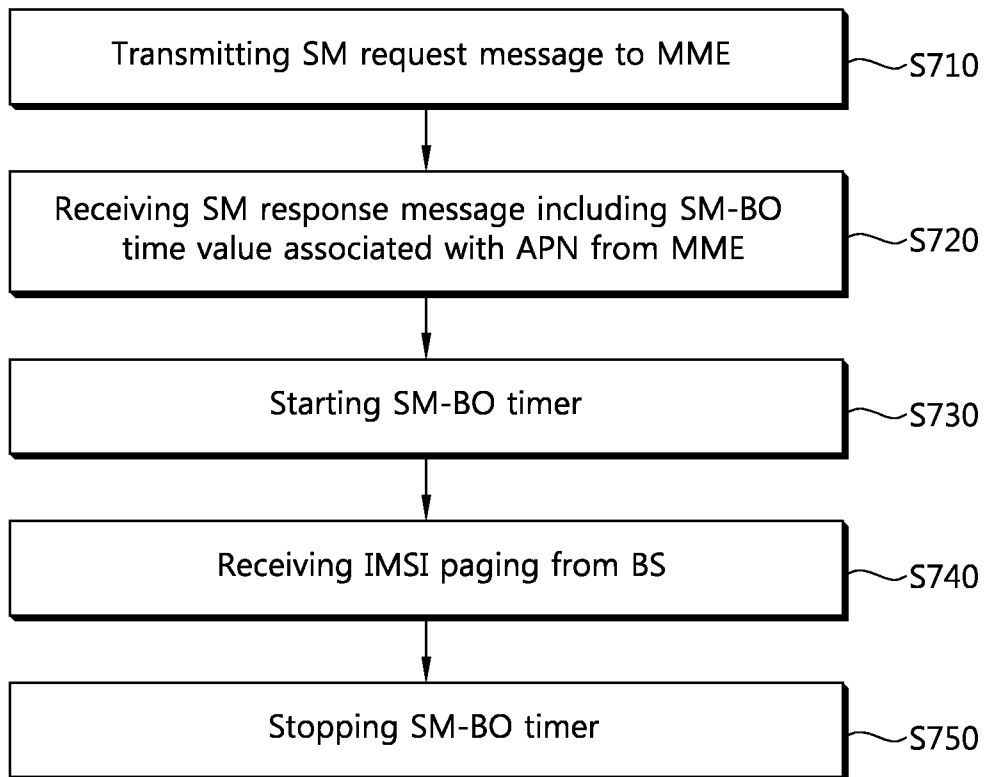 Transmitting SM request message to MME
S710
Receiving SM response message including SM-BO
time value associated with APN from MME
S720
Starting SM-BO timer
S730
Receiving IMSI paging from BS
S740
Stopping SM-BO timer
S750